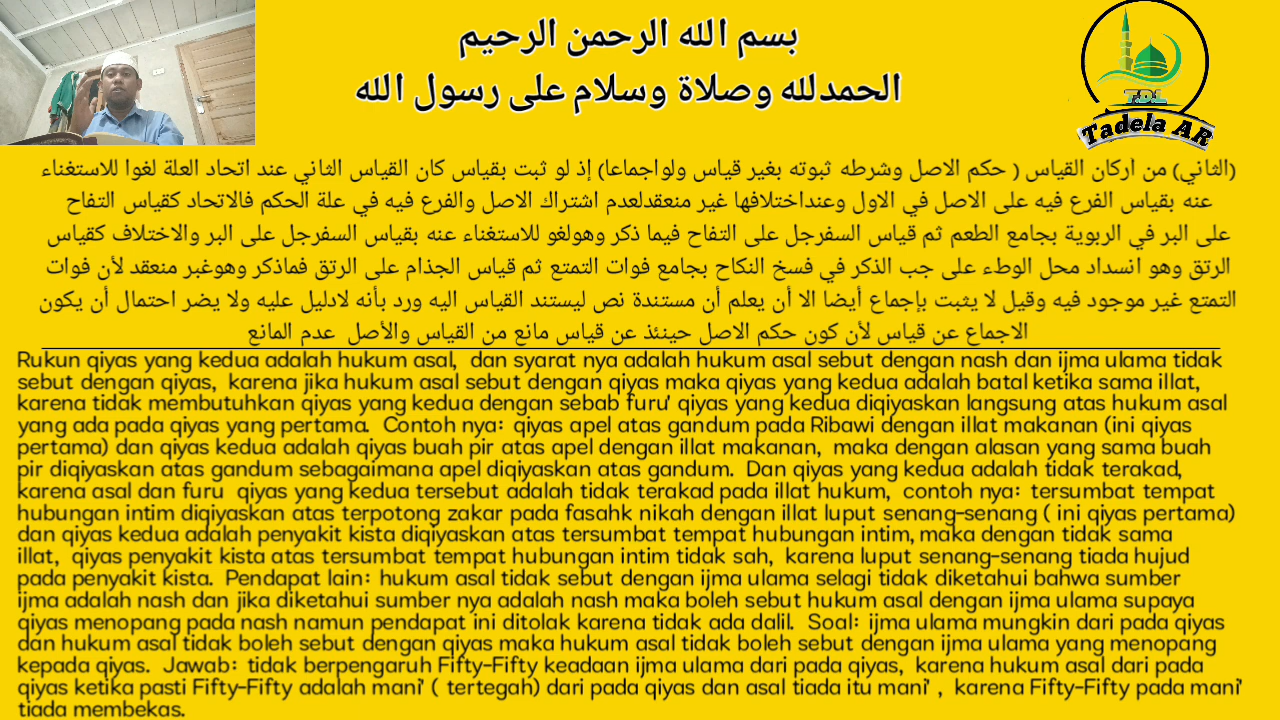 بسم الله الرحمن الرحيم
الحمدلله وصلاة وسلام على رسول الله
T.D.L
Tadela AR
(الثاني) من اركان القياس ( حكم الاصل وشرطه ثبوته بغير قياس ولواجماعا) إذ لو ثبت بقياس كان القياس الثاني عند اتحاد العلة لغوا للاستغناء
عنه بقياس الفرع فيه على الاصل في الاول وعنداختلافها غير منعقدلعدم اشتراك الاصل والفرع فيه في علة الحكم فالاتحاد كقياس التفاح
على البر في الربوية بجامع الطعم ثم قياس السفرجل على التفاح فيما ذكر وهولغو للاستغناء عنه بقياس السفرجل على البر والاختلاف كقياس
الرتق وهو انسداد محل الوطء على جب الذكر في فسخ النكاح بجامع فوات التمتع ثم قياس الجذام على الرتق فماذكر وهوغبر منعقد لأن فوات
التمتع غير موجود فيه وقيل لا يثبت بإجماع أيضا الا أن يعلم أن مستندة نص ليستند القياس اليه ورد بأنه لادليل عليه ولا يضر احتمال أن يكون
الاجماع عن قياس لأن كون حكم الاصل حينئذ عن قياس مانع من القياس والأصل عدم المانع
Rukun qiyas yang kedua adalah hukum asal, dan syarat nya adalah hukum asal sebut dengan nash dan ijma ulama tidak
sebut dengan qiyas, karena jika hukum asal sebut dengan qiyas maka qiyas yang kedua adalah batal ketika sama illat,
karena tidak membutuhkan qiyas yang kedua dengan sebab furu' qiyas yang kedua diqiyaskan langsung atas hukum asal
yang ada pada qiyas yang pertama. Contoh nya: qiyas apel atas gandum pada Ribawi dengan illat makanan (ini qiyas
pertama) dan qiyas kedua adalah qiyas buah pir atas apel dengan illat makanan, maka dengan alasan yang sama buah
pir diqiyaskan atas gandum sebagaimana apel diqiyaskan atas gandum. Dan qiyas yang kedua adalah tidak terakad,
karena asal dan furu qiyas yang kedua tersebut adalah tidak terakad pada illat hukum, contoh nya: tersumbat tempat
hubungan intim diqiyaskan atas terpotong zakar pada fasahk nikah dengan illat luput senang-senang ( ini qiyas pertama)
dan qiyas kedua adalah penyakit kista diqiyaskan atas tersumbat tempat hubungan intim, maka dengan tidak sama
illat, qiyas penyakit kista atas tersumbat tempat hubungan intim tidak sah, karena luput senang-senang tiada hujud
pada penyakit kista. Pendapat lain: hukum asal tidak sebut dengan ijma ulama selagi tidak diketahui bahwa sumber
ijma adalah nash dan jika diketahui sumber nya adalah nash maka boleh sebut hukum asal dengan ijma ulama supaya
qiyas menopang pada nash namun pendapat ini ditolak karena tidak ada dalil. Soal: ijma ulama mungkin dari pada qiyas
dan hukum asal tidak boleh sebut dengan qiyas maka hukum asal tidak boleh sebut dengan ijma ulama yang menopang
kepada qiyas. Jawab: tidak berpengaruh Fifty-Fifty keadaan ijma ulama dari pada qiyas, karena hukum asal dari pada
qiyas ketika pasti Fifty-Fifty adalah mani' ( tertegah) dari pada qiyas dan asal tiada itu mani' , karena Fifty-Fifty pada mani'
tiada membekas.